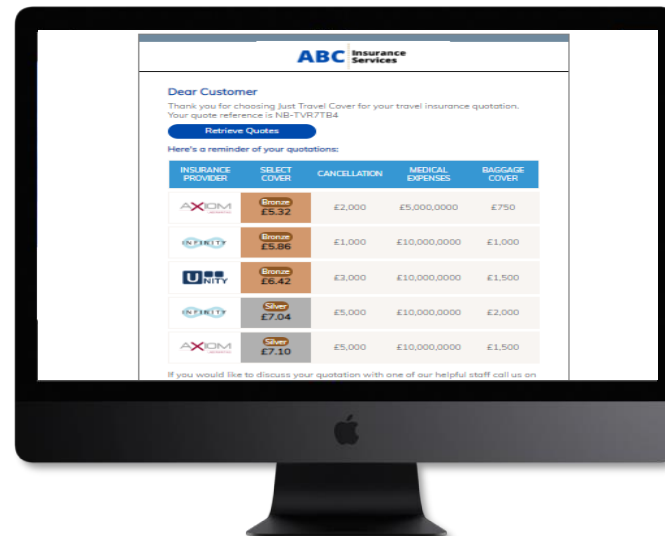 ABC Insurance
Services
Dear Customer
Thank you for choosing Just Travel Cover for your travel insurance quotation.
Your quote reference is NB-TVR7TB4
Retrieve Quotes
Here's a reminder of your quotations:
INSURANCE PROVIDER SELECT COVER CANCELLATION MEDICAL EXPENSES BAGGAGE COVER
AXIOM Bronze £5.32 £2,000 £5,000,0000 £750
INFINITY Bronze £5.86 £1,000 £10,000,0000 £1,000
UNITY Bronze £6.42 £3,000 £10,000,0000 £1,500
INFINITY Silver £7.04 £5,000 £10,000,0000 £2,000
AXIOM Silver £7.10 £5,000 £10,000,0000 £1,500
If you would like to discuss your quotation with one of our helpful staff call us on